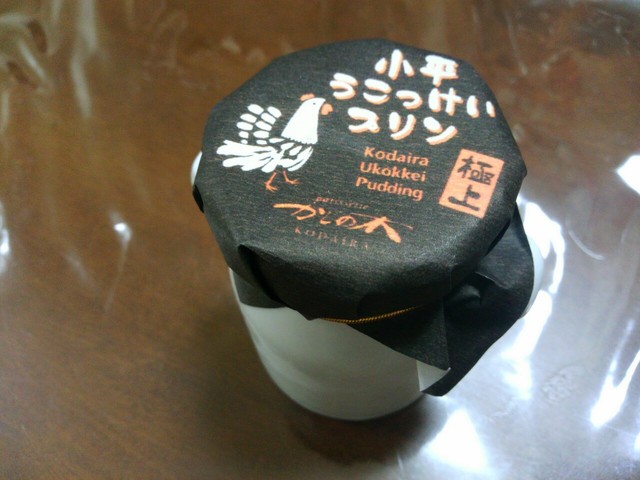 小平
うこっけい
スリン
Kodaira
Ukokkei
Pudding
極上
patisserie
かしの木
KODAIRA